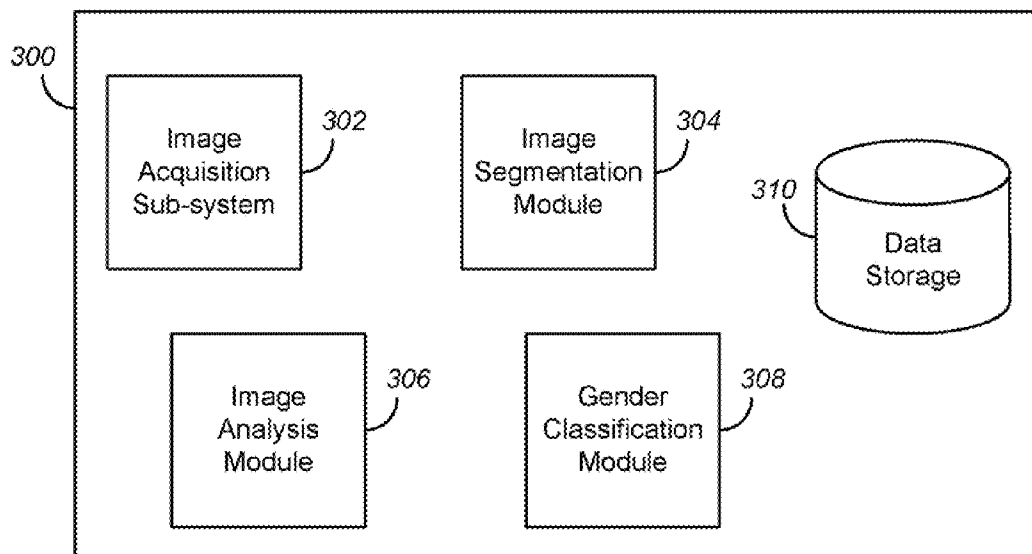 300
Image
Acquisition
Sub-system
302
Image
Segmentation
Module
304
310
Data
Storage
Image
Analysis
Module
306
Gender
Classification
Module
308